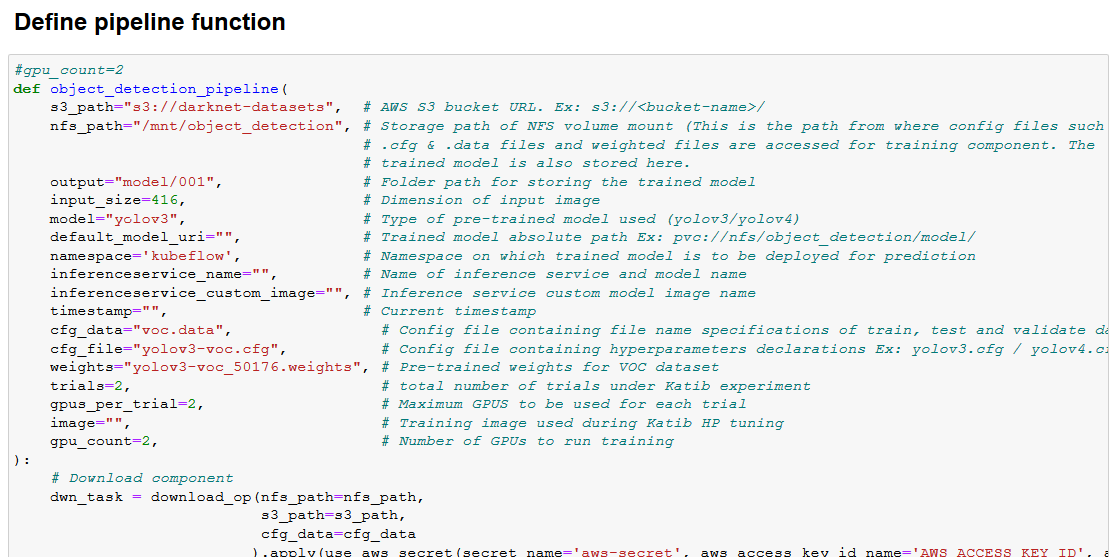 Define pipeline function
#gpu_count=2
def object_detection_pipeline(
    s3_path="s3://darknet-datasets",  # AWS S3 bucket URL. Ex: s3://<bucket-name>/
    nfs_path="/mnt/object_detection", # Storage path of NFS volume mount (This is the path from where config files such
                                      # .cfg & .data files and weighted files are accessed for training component. The
                                      # trained model is also stored here.
    output="model/001",               # Folder path for storing the trained model
    input_size=416,                   # Dimension of input image
    model="yolov3",                   # Type of pre-trained model used (yolov3/yolov4)
    default_model_uri="",             # Trained model absolute path Ex: pvc://nfs/object_detection/model/
    namespace='kubeflow',             # Namespace on which trained model is to be deployed for prediction
    inferenceservice_name="",         # Name of inference service and model name
    inferenceservice_custom_image="", # Inference service custom model image name
    timestamp="",                     # Current timestamp
    cfg_data="voc.data",                # Config file containing file name specifications of train, test and validate
    cfg_file="yolov3-voc.cfg",          # Config file containing hyperparameters declarations Ex: yolov3.cfg /
    weights="yolov3-voc_50176.weights", # Pre-trained weights for VOC dataset
    trials=2,                           # total number of trials under Katib experiment
    gpus_per_trial=2,                   # Maximum GPUS to be used for each trial
    image="",                           # Training image used during Katib HP tuning
    gpu_count=2,                        # Number of GPUs to run training
):
    # Download component
    dwn_task = download_op(nfs_path=nfs_path,
                           s3_path=s3_path,
                           cfg_data=cfg_data
                          ).apply(use_aws_secret(secret_name='aws-secret', aws_access_key_id_name='AWS_ACCESS_KEY_ID',